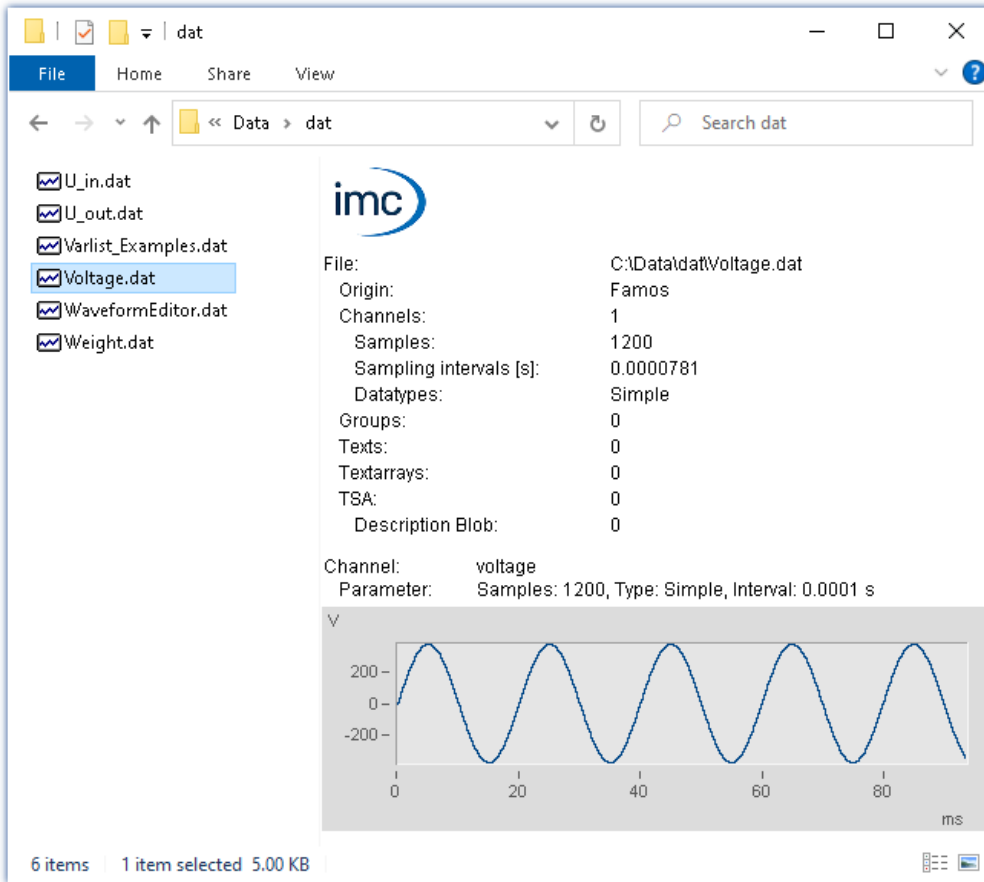 dat
File Home Share View ?
« Data › dat
Search dat
U_in.dat
U_out.dat
Varlist_Examples.dat
Voltage.dat
WaveformEditor.dat
Weight.dat
imc
File: C:\Data\dat\Voltage.dat
Origin: Famos
Channels: 1
Samples: 1200
Sampling intervals [s]: 0.0000781
Datatypes: Simple
Groups: 0
Texts: 0
Textarrays: 0
TSA: 0
Description Blob: 0
Channel: voltage
Parameter: Samples: 1200, Type: Simple, Interval: 0.0001 s
V
200
0
-200
0 20 40 60 80
ms
6 items 1 item selected 5.00 KB